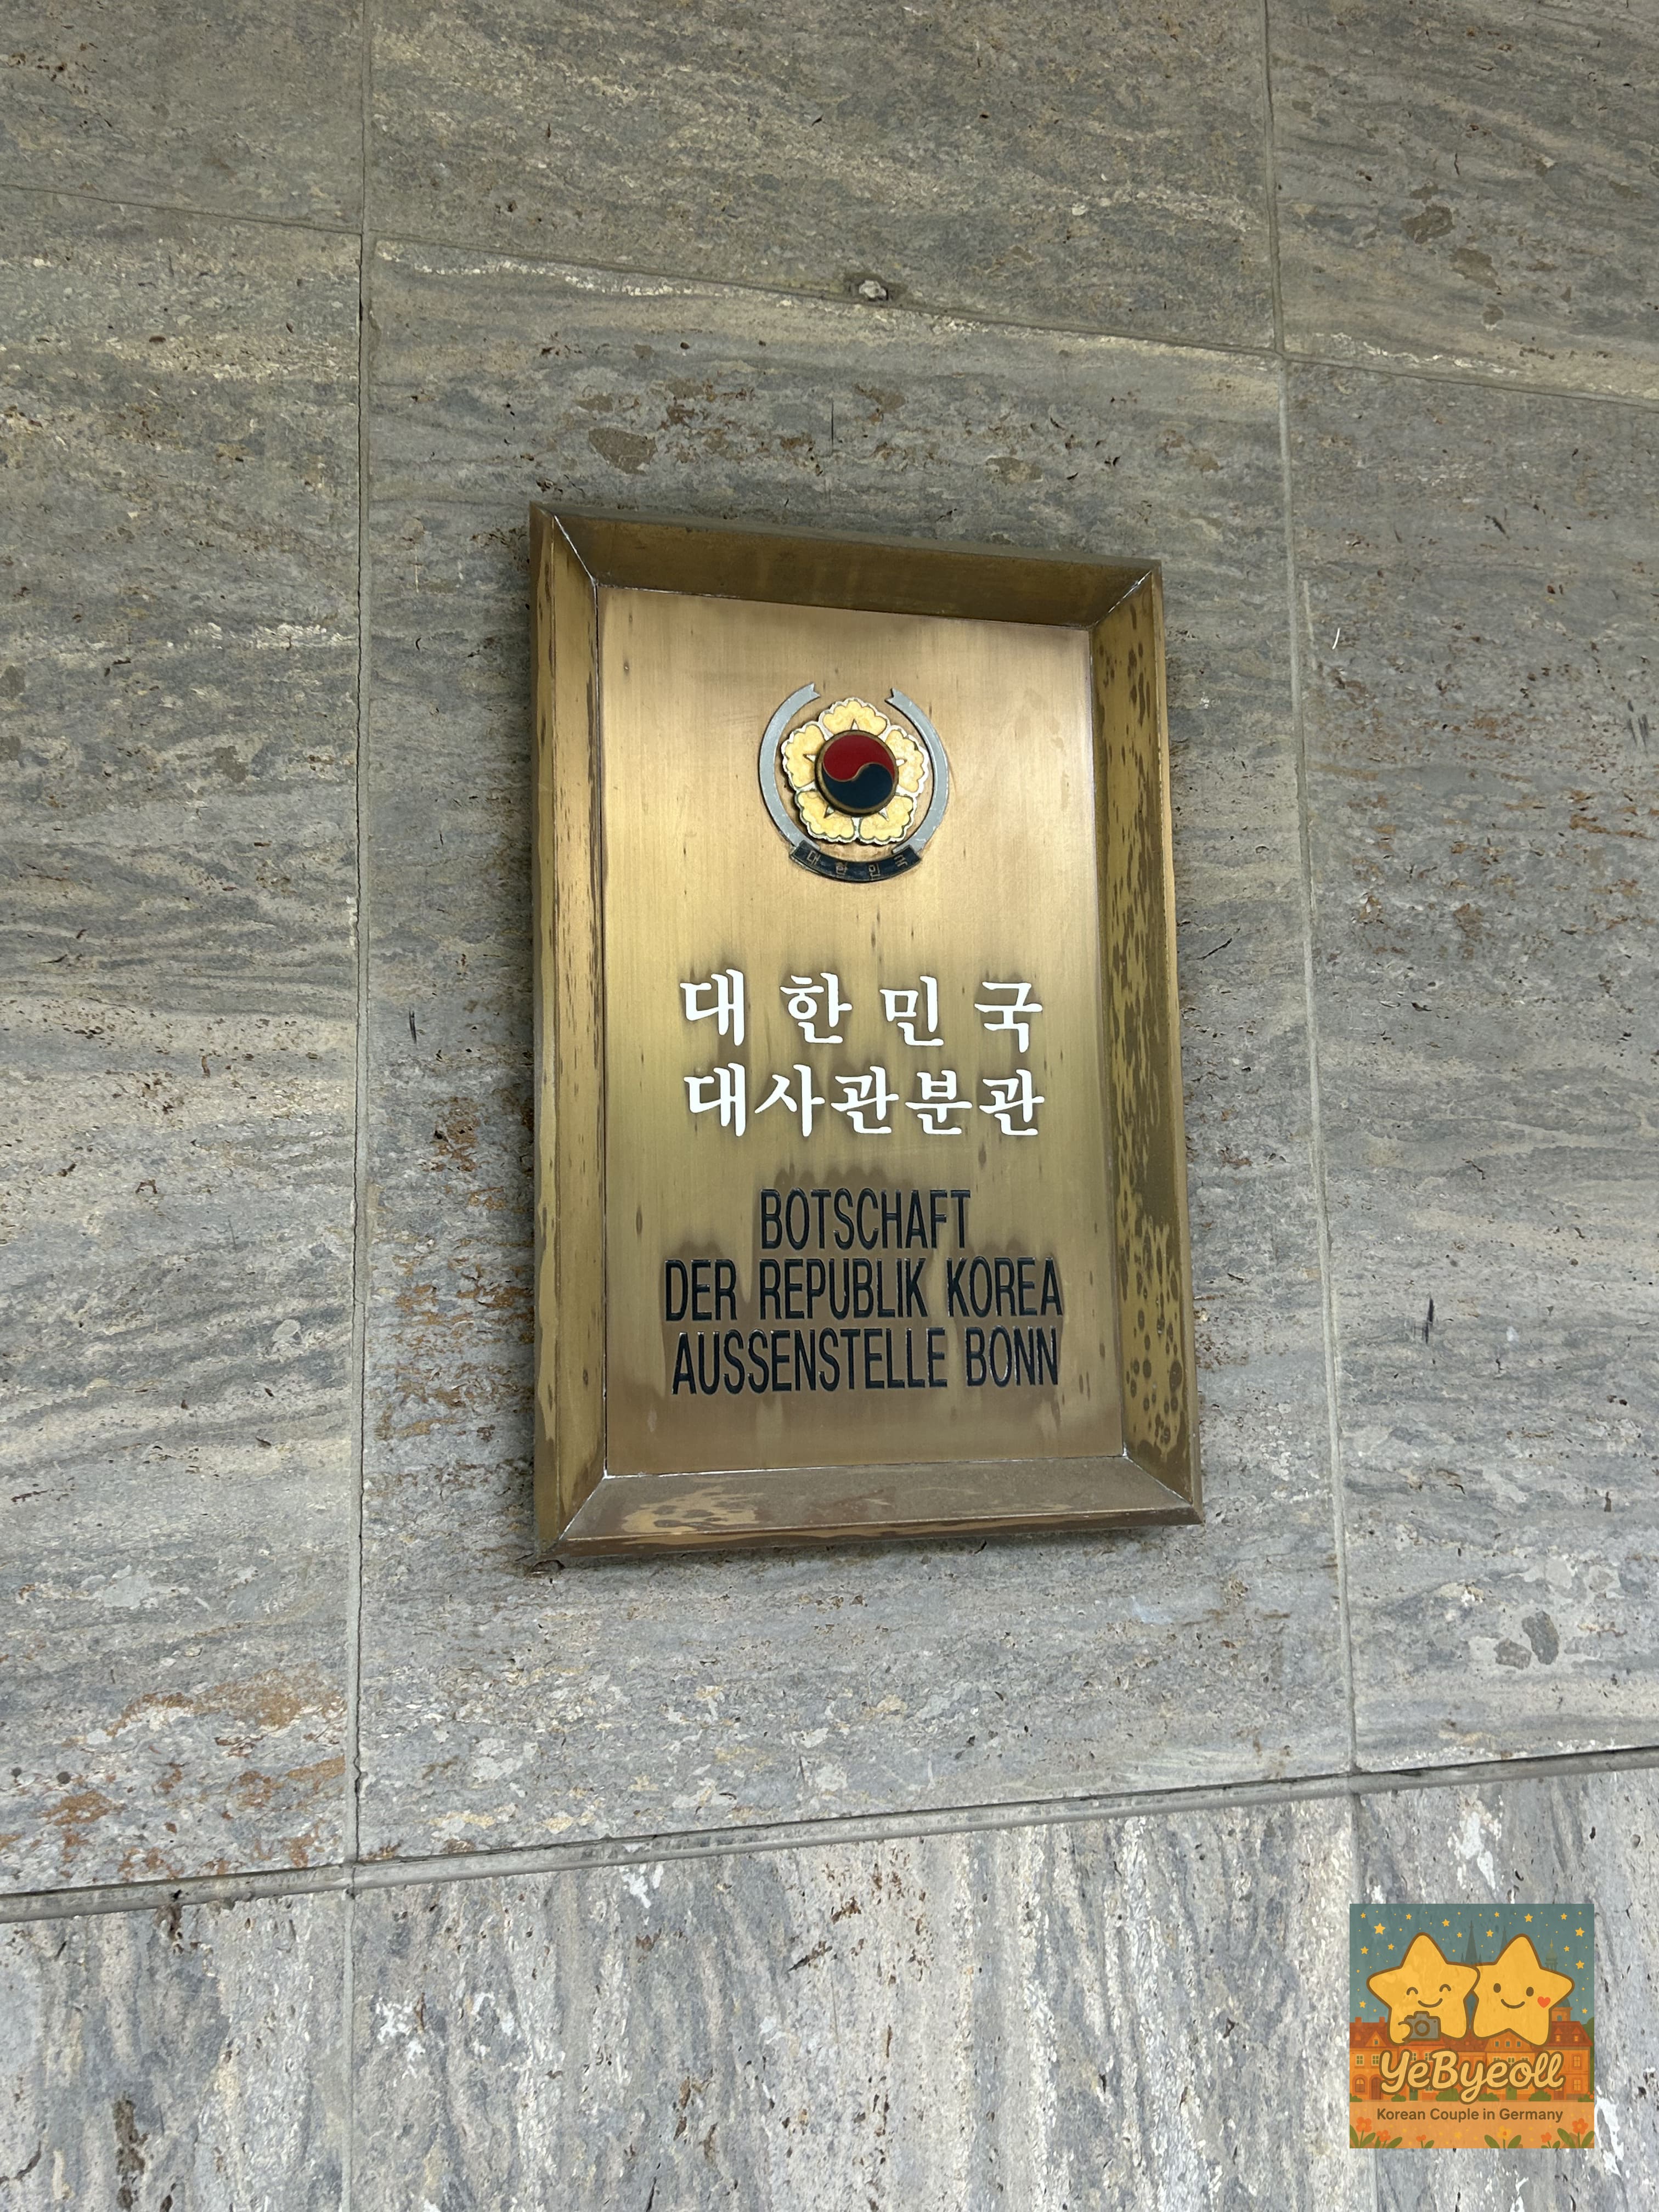 대한민국
대 한 민 국
대사관분관
BOTSCHAFT
DER REPUBLIK KOREA
AUSSENSTELLE BONN
YeByeoll
Korean Couple in Germany